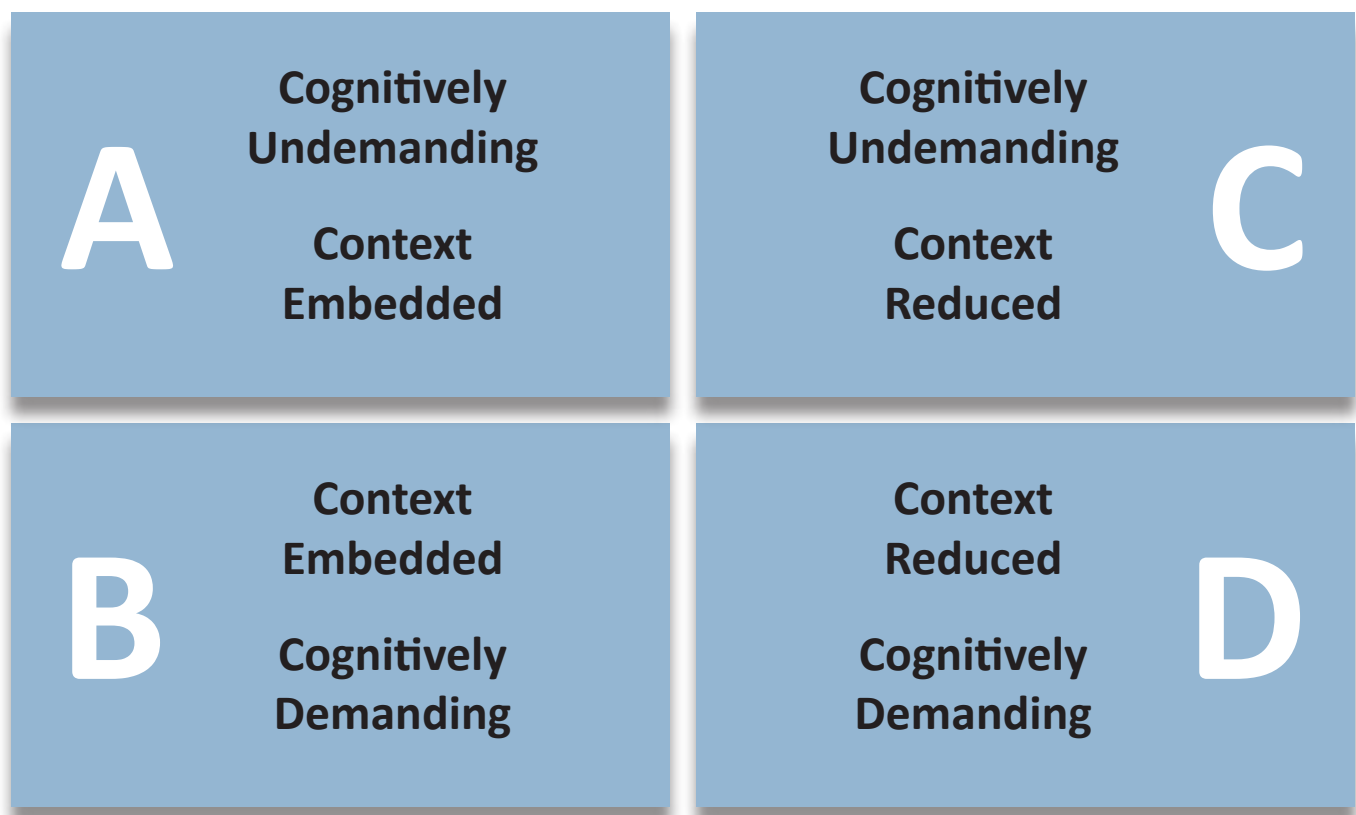 A
Cognitively
Undemanding
Context
Embedded
Cognitively
Undemanding
Context
Reduced
C
B
Context
Embedded
Cognitively
Demanding
Context
Reduced
Cognitively
Demanding
D